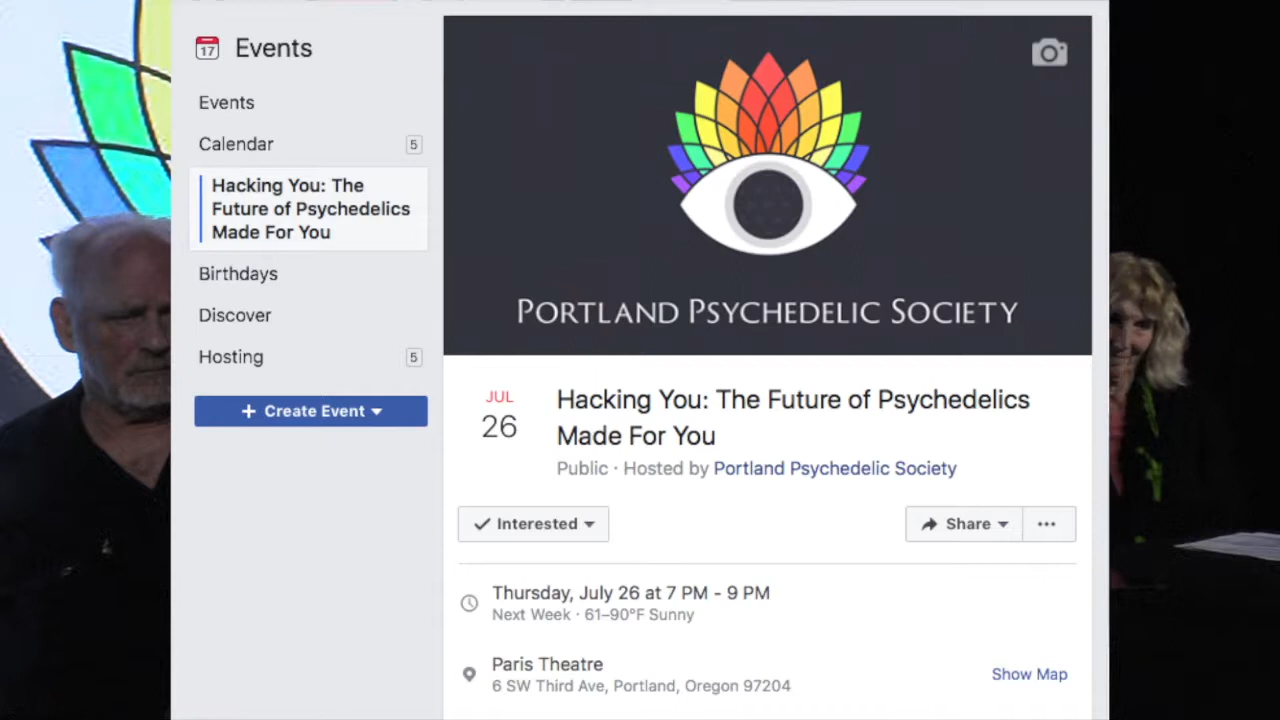 17
Events
Events
Calendar
5
Hacking You: The
Future of Psychedelics
Made For You
Birthdays
Discover
Hosting
5
+ Create Event
PORTLAND PSYCHEDELIC SOCIETY
JUL
26
Hacking You: The Future of Psychedelics
Made For You
Public · Hosted by Portland Psychedelic Society
Interested
Share
Thursday, July 26 at 7 PM - 9 PM
Next Week · 61–90°F Sunny
Paris Theatre
6 SW Third Ave, Portland, Oregon 97204
Show Map